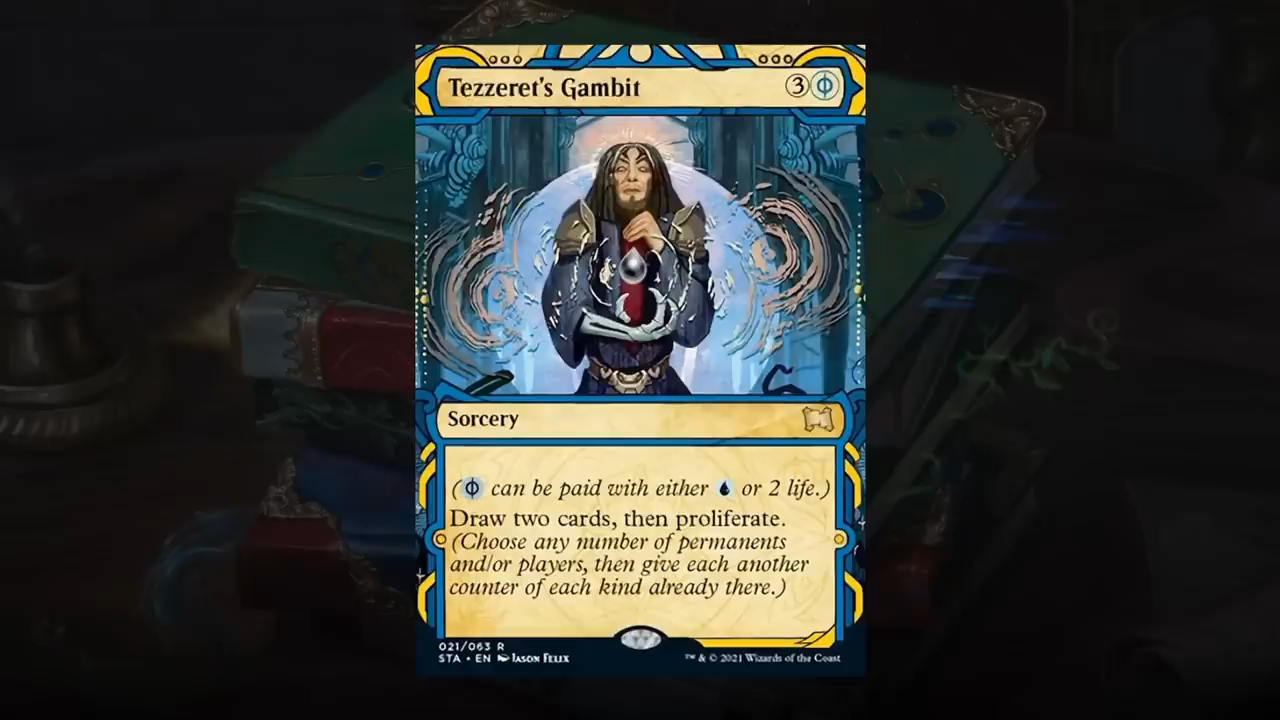 Tezzeret's Gambit 3
Sorcery
( can be paid with either or 2 life.)
Draw two cards, then proliferate.
(Choose any number of permanents
and/or players, then give each another
counter of each kind already there.)
021/063 R
STA • EN Jason Felix
™ & © 2021 Wizards of the Coast